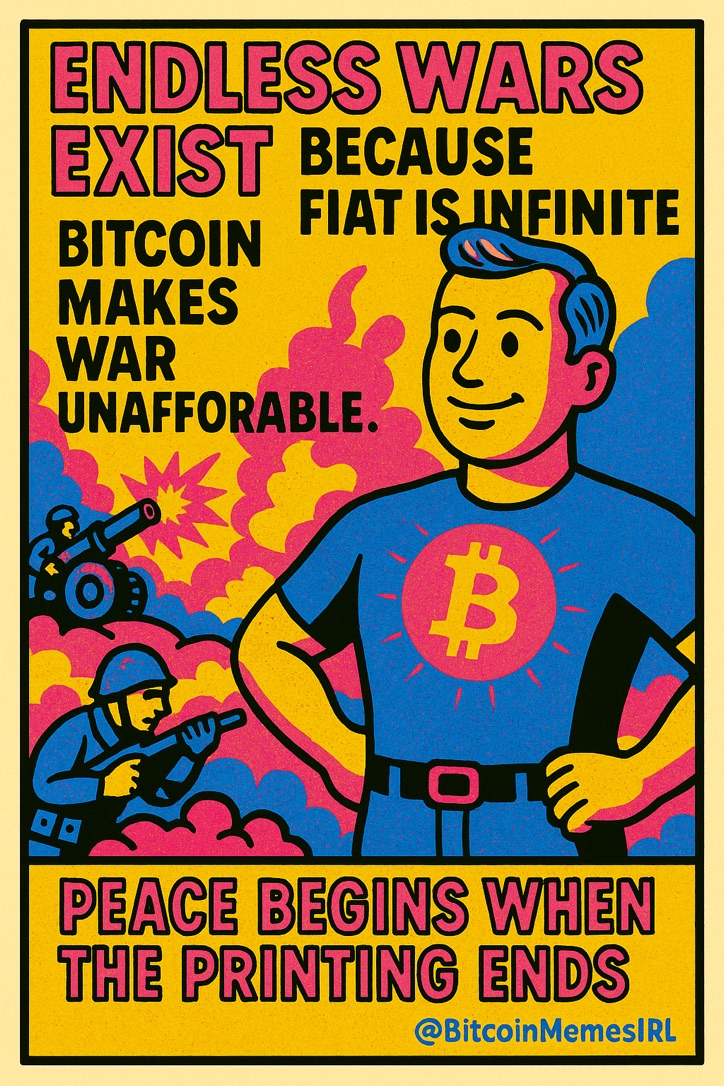 ENDLESS WARS
EXIST BECAUSE
FIAT IS INFINITE
BITCOIN
MAKES
WAR
UNAFFORABLE.
PEACE BEGINS WHEN
THE PRINTING ENDS
@BitcoinMemesIRL